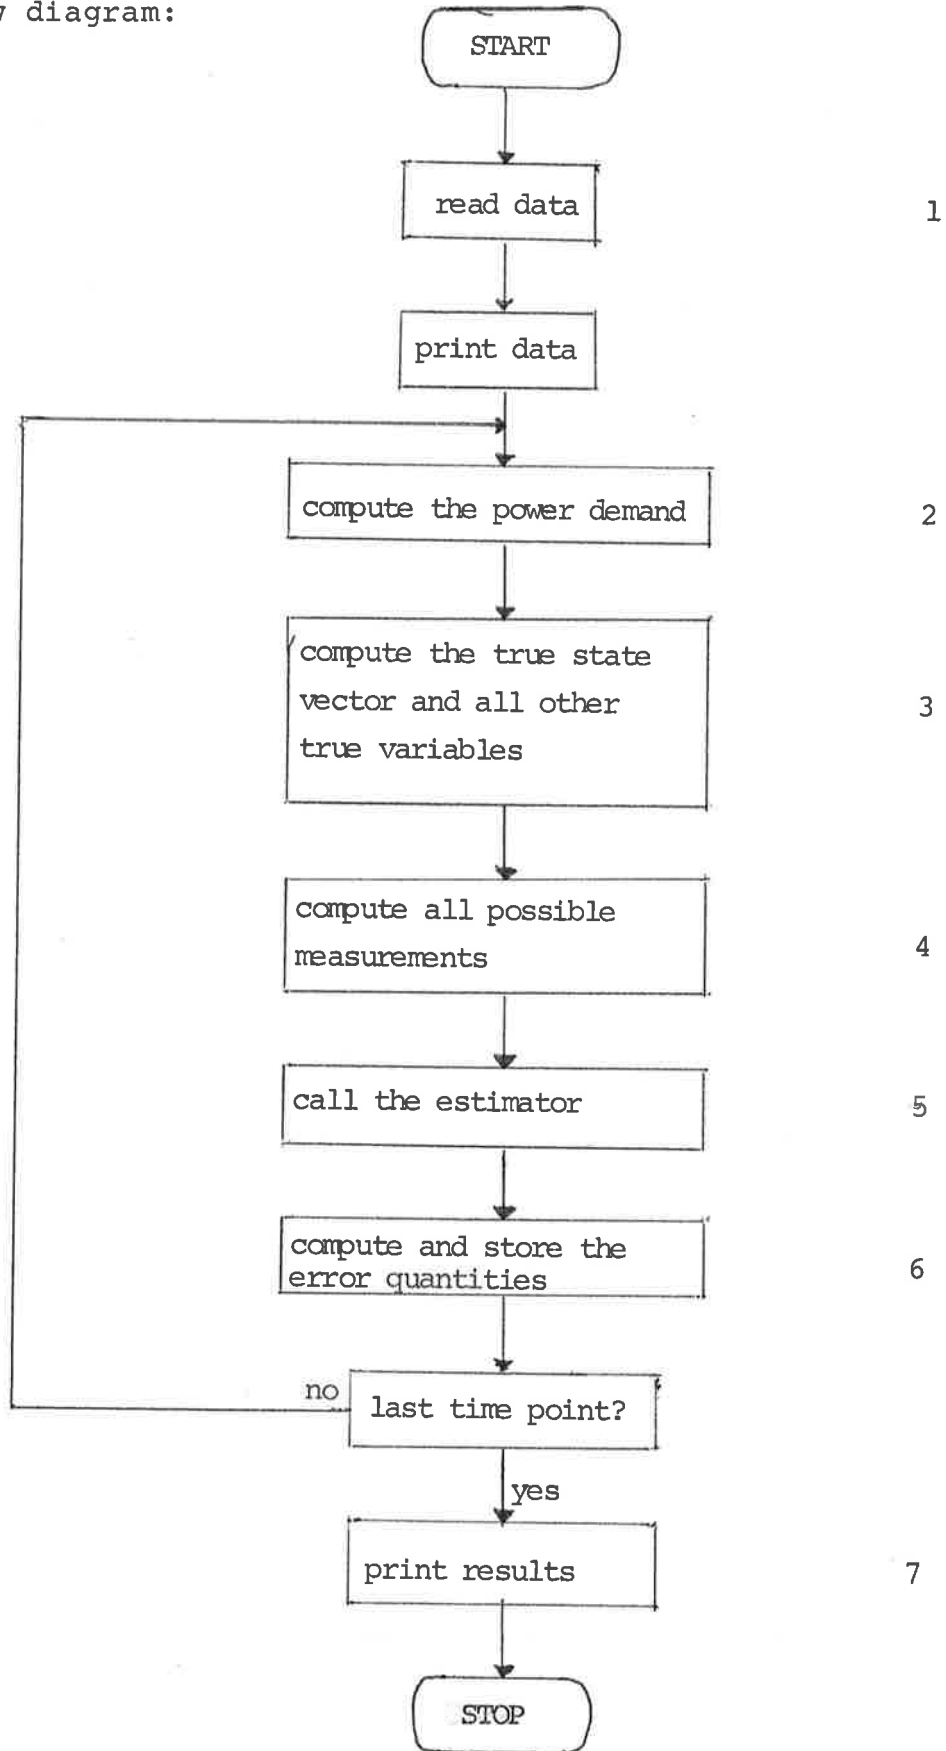 diagram:
START
read data
1
print data
compute the power demand
2
compute the true state
vector and all other
true variables
3
compute all possible
measurements
4
call the estimator
5
compute and store the
error quantities
6
no
last time point?
yes
print results
7
STOP